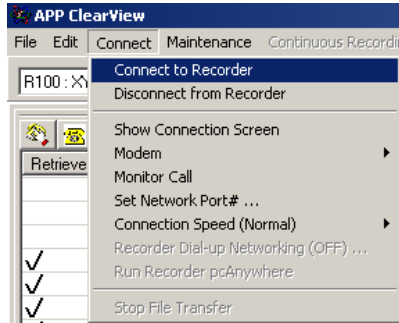 APP ClearView
File Edit Connect Maintenance Continuous Recordi
R100 : XY
Connect to Recorder
Disconnect from Recorder
Show Connection Screen
Retrieve
Modem
Monitor Call
Set Network Port# ...
Connection Speed (Normal)
Recorder Dial-up Networking (OFF) ...
Run Recorder pcAnywhere
Stop File Transfer